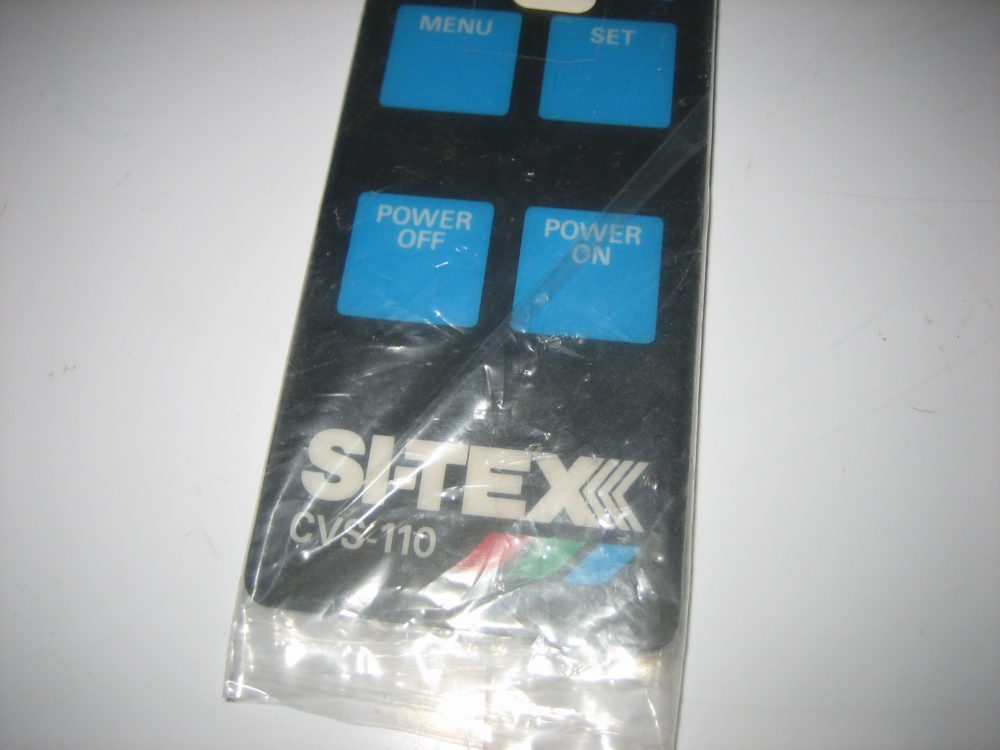 MENU
SET
POWER
OFF
POWER
ON
SI-TEX
CVS-110